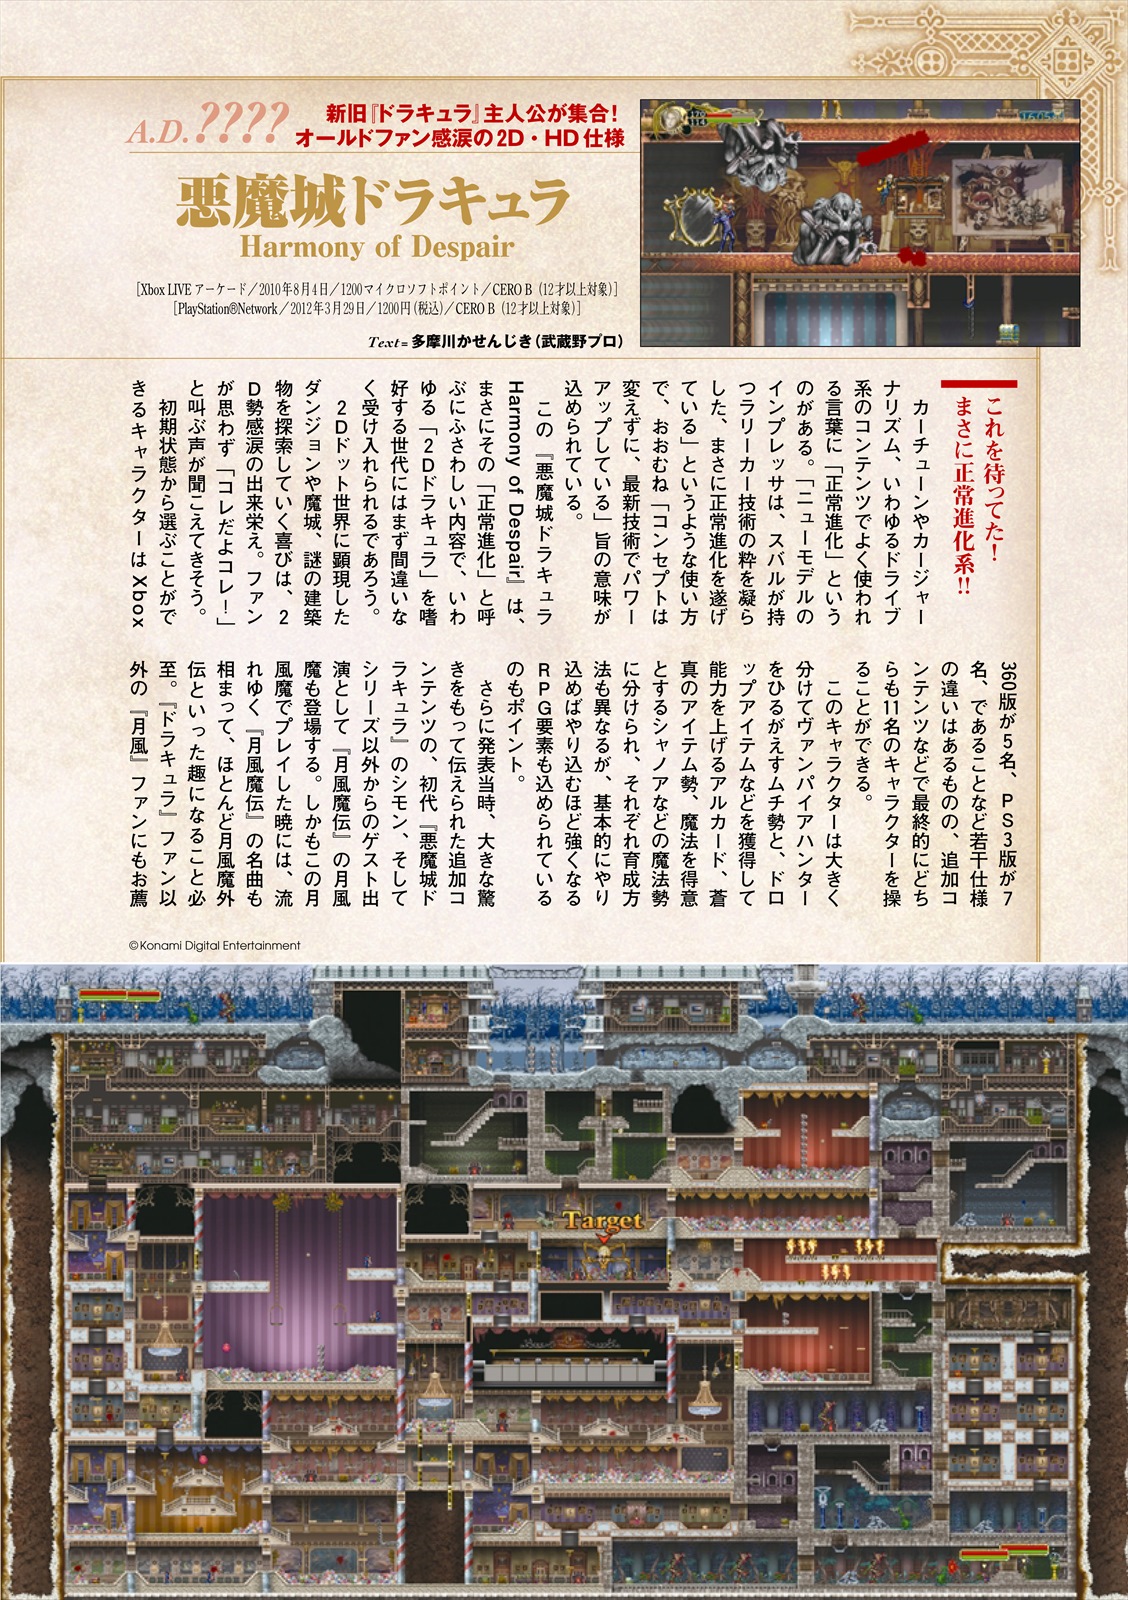 A.D.????
新旧『ドラキュラ』主人公が集合！
オールドファン感涙の2D・HD仕様
悪魔城ドラキュラ
Harmony of Despair
［Xbox LIVE アーケード／2010年8月4日／1200マイクロソフトポイント／CERO B（12才以上対象）］
［PlayStation®Network／2012年3月29日／1200円（税込）／CERO B（12才以上対象）］
Text=多摩川かせんじき（武蔵野プロ）
これを待ってた！
まさに正常進化系!!
カーチューンやカージャー
ナリズム、いわゆるドライブ
系のコンテンツでよく使われ
る言葉に「正常進化」という
のがある。「ニューモデルの
インプレッサは、スバルが持
つラリーカー技術の粋を凝ら
した、まさに正常進化を遂げ
ている」というような使い方
で、おおむね「コンセプトは
変えずに、最新技術でパワー
アップしている」旨の意味が
込められている。
この『悪魔城ドラキュラ
Harmony of Despair』は、
まさにその「正常進化」と呼
ぶにふさわしい内容で、いわ
ゆる「2Dドラキュラ」を嗜
好する世代にはまず間違いな
く受け入れられるであろう。
2Dドット世界に顕現した
ダンジョンや魔城、謎の建築
物を探索していく喜びは、2
D勢感涙の出来栄え。ファン
が思わず「コレだよコレ！」
と叫ぶ声が聞こえてきそう。
初期状態から選ぶことがで
きるキャラクターはXbox
360版が5名、PS3版が7
名、であることなど若干仕様
の違いはあるものの、追加コ
ンテンツなどで最終的にどち
らも11名のキャラクターを操
ることができる。
このキャラクターは大きく
分けてヴァンパイアハンター
をひるがえすムチ勢と、ドロ
ップアイテムなどを獲得して
能力を上げるアルカード、蒼
真のアイテム勢、魔法を得意
とするシャノアなどの魔法勢
に分けられ、それぞれ育成方
法も異なるが、基本的にやり
込めばやり込むほど強くなる
RPG要素も込められている
のもポイント。
さらに発表当時、大きな驚
きをもって伝えられた追加コ
ンテンツの、初代『悪魔城ド
ラキュラ』のシモン、そして
シリーズ以外からのゲスト出
演として『月風魔伝』の月風
魔も登場する。しかもこの月
風魔でプレイした暁には、流
れゆく『月風魔伝』の名曲も
相まって、ほとんど月風魔外
伝といった趣になること必
至。『ドラキュラ』ファン以
外の『月風』ファンにもお薦
©Konami Digital Entertainment
Target